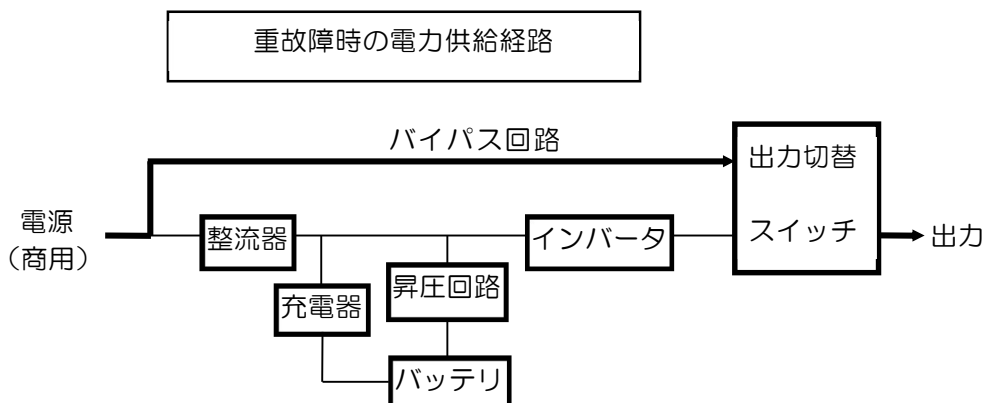 重故障時の電力供給経路
バイパス回路
出力切替
スイッチ
電源
（商用）
整流器
インバータ
出力
充電器
昇圧回路
バッテリ